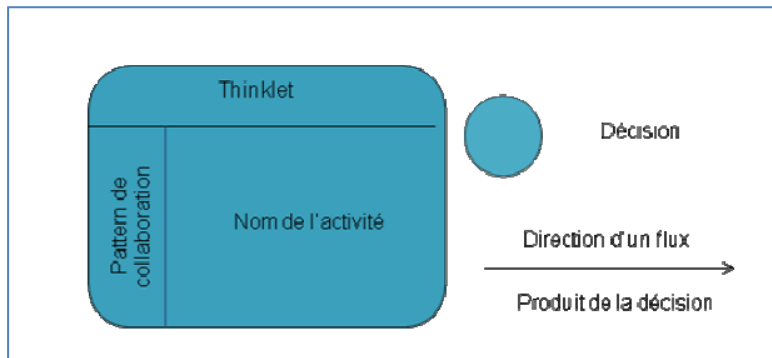 Thinklet
Décision
Pattern de
collaboration
Nom de l'activité
Direction d'un flux
Produit de la décision